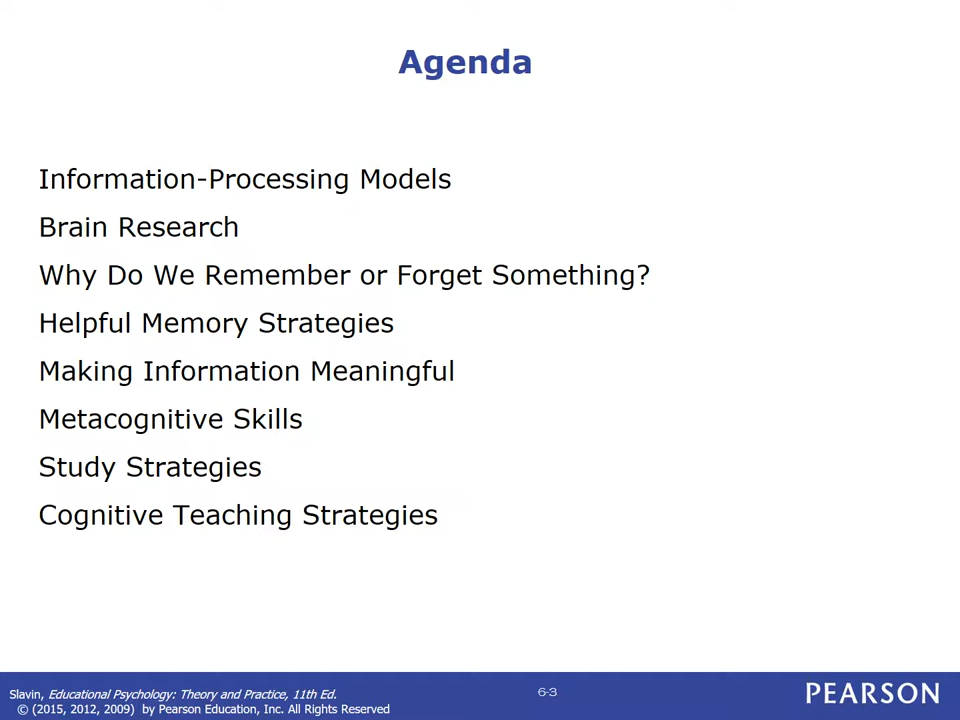 Agenda
Information-Processing Models
Brain Research
Why Do We Remember or Forget Something?
Helpful Memory Strategies
Making Information Meaningful
Metacognitive Skills
Study Strategies
Cognitive Teaching Strategies
Slavin, Educational Psychology: Theory and Practice, 11th Ed.
© (2015, 2012, 2009) by Pearson Education, Inc. All Rights Reserved
6-3
PEARSON